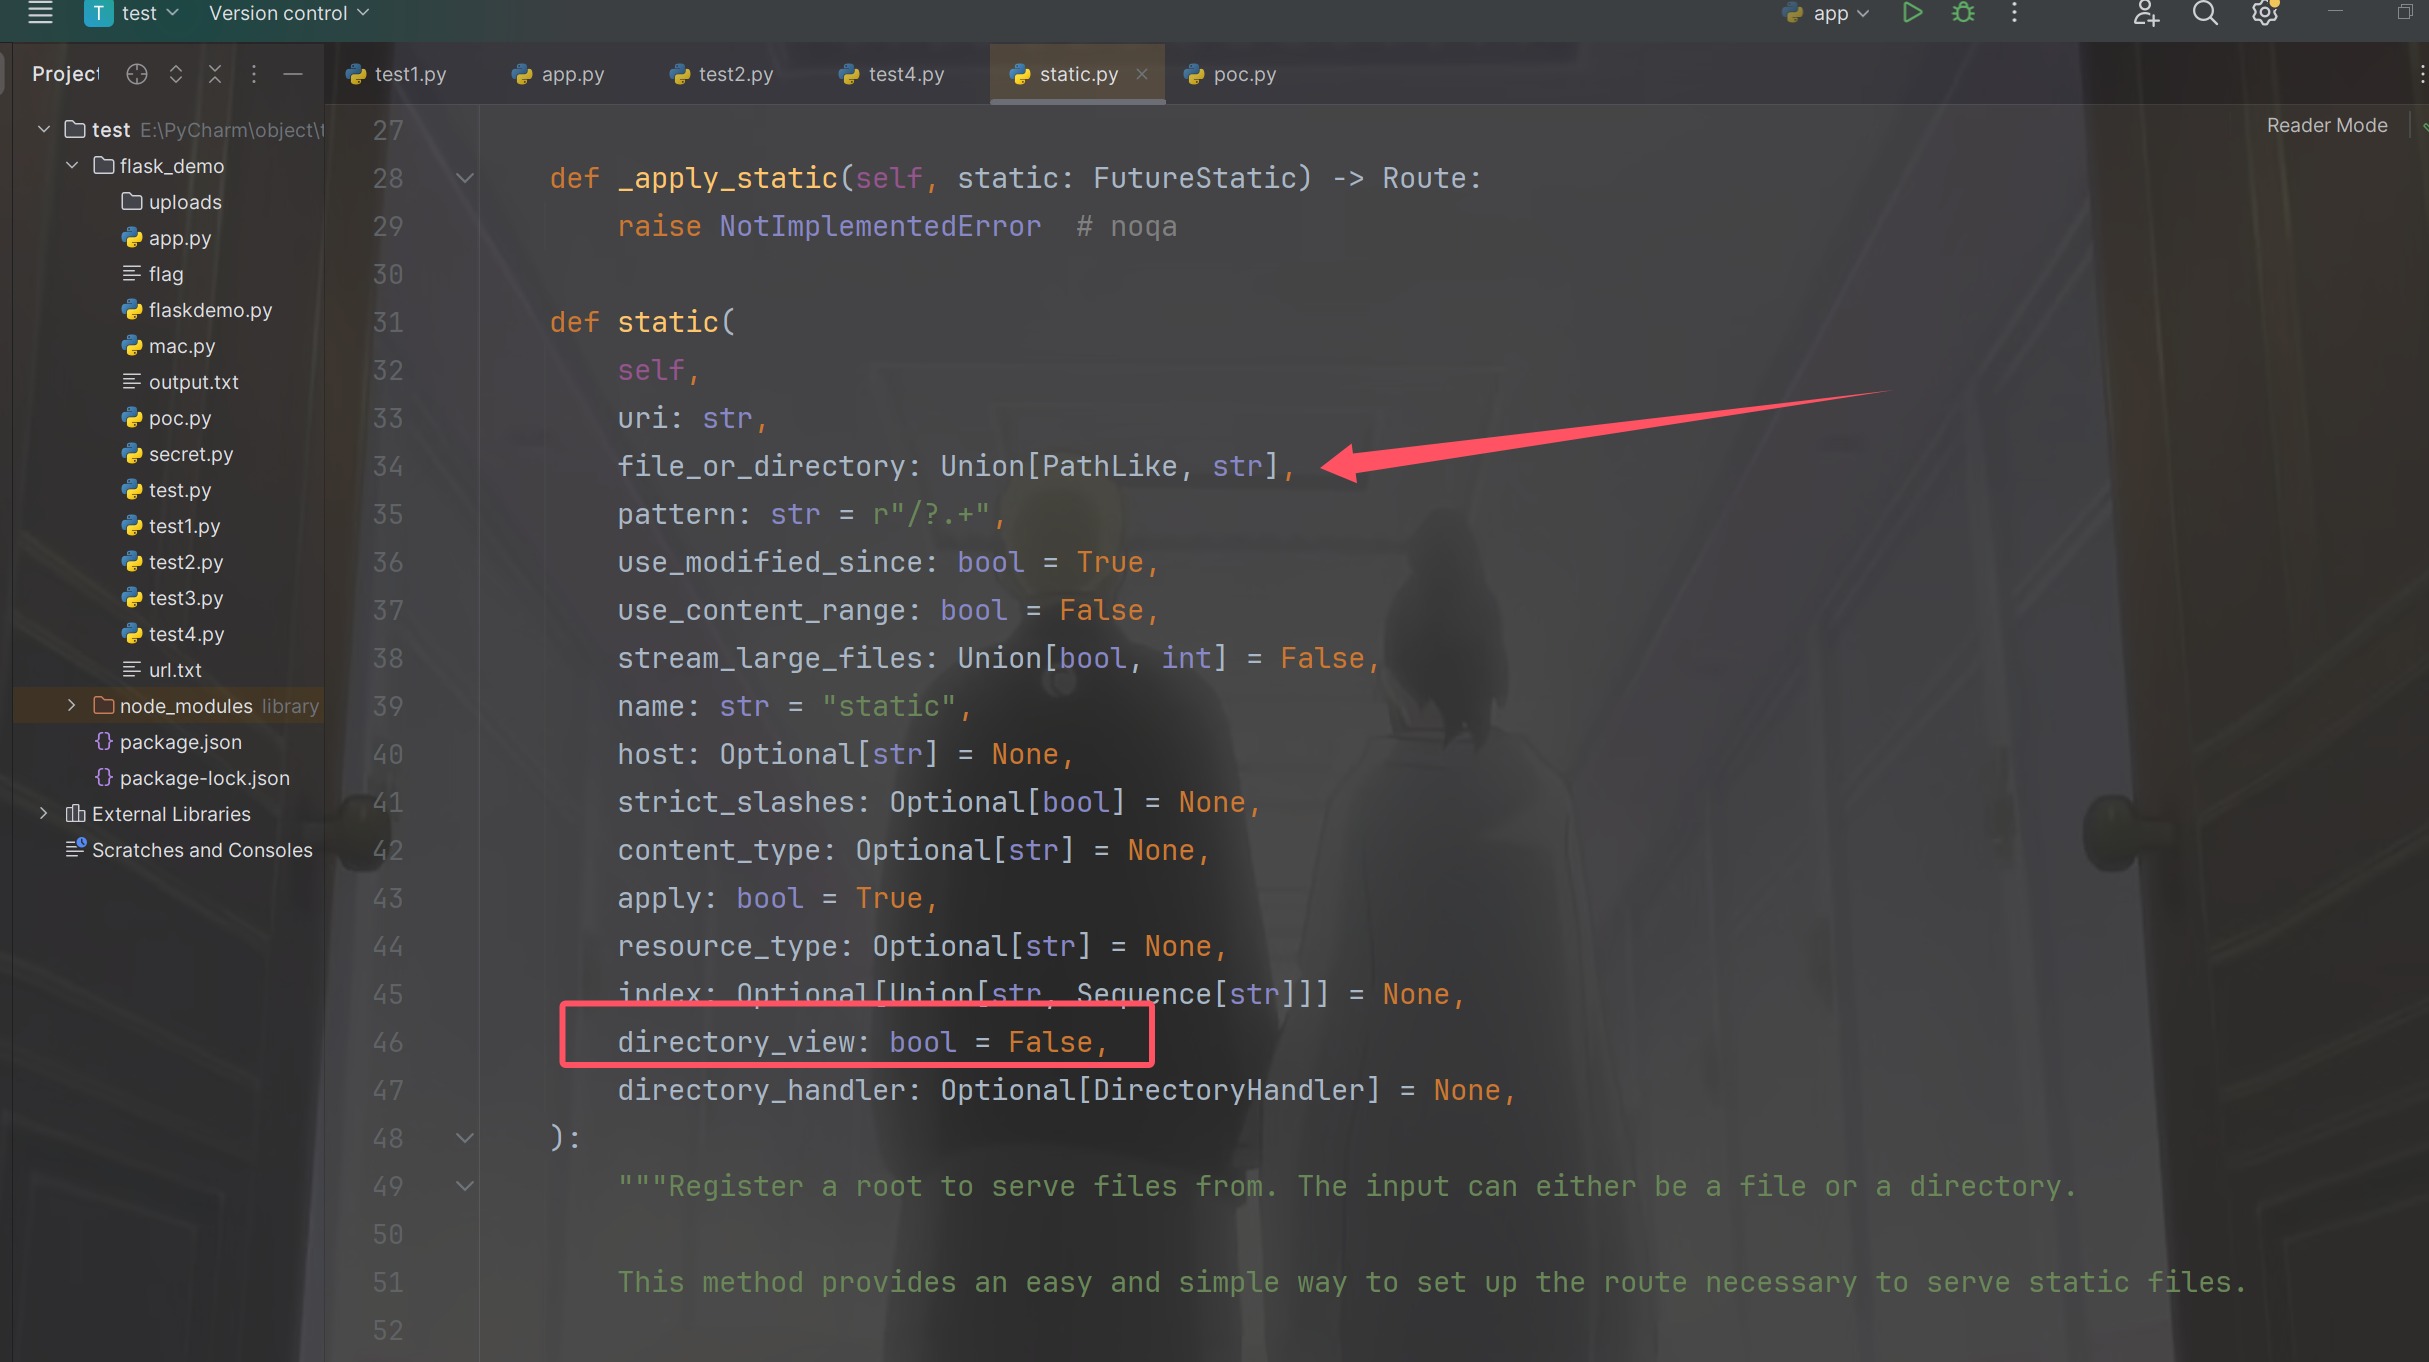 T test Version control app
Project
test1.py app.py test2.py test4.py static.py poc.py
Reader Mode
test E:\PyCharm\object\t
flask_demo
uploads
app.py
flag
flaskdemo.py
mac.py
output.txt
poc.py
secret.py
test.py
test1.py
test2.py
test3.py
test4.py
url.txt
node_modules library
package.json
package-lock.json
External Libraries
Scratches and Consoles
27
28 def _apply_static(self, static: FutureStatic) -> Route:
29 raise NotImplementedError # noqa
30
31 def static(
32 self,
33 uri: str,
34 file_or_directory: Union[PathLike, str],
35 pattern: str = r"/?.+",
36 use_modified_since: bool = True,
37 use_content_range: bool = False,
38 stream_large_files: Union[bool, int] = False,
39 name: str = "static",
40 host: Optional[str] = None,
41 strict_slashes: Optional[bool] = None,
42 content_type: Optional[str] = None,
43 apply: bool = True,
44 resource_type: Optional[str] = None,
45 index: Optional[Union[str, Sequence[str]]] = None,
46 directory_view: bool = False,
47 directory_handler: Optional[DirectoryHandler] = None,
48 ):
49 """Register a root to serve files from. The input can either be a file or a directory.
50
51 This method provides an easy and simple way to set up the route necessary to serve static files.
52